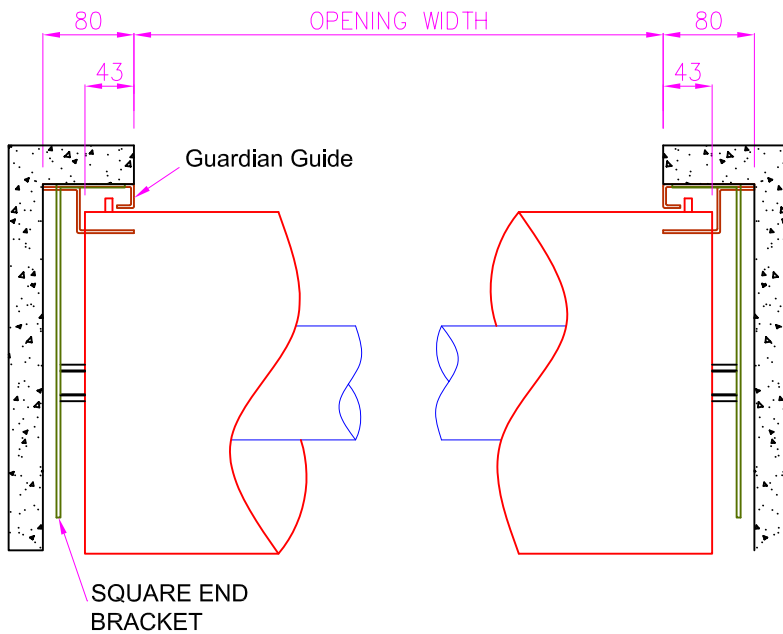 80 OPENING WIDTH 80
43 43
Guardian Guide
SQUARE END
BRACKET